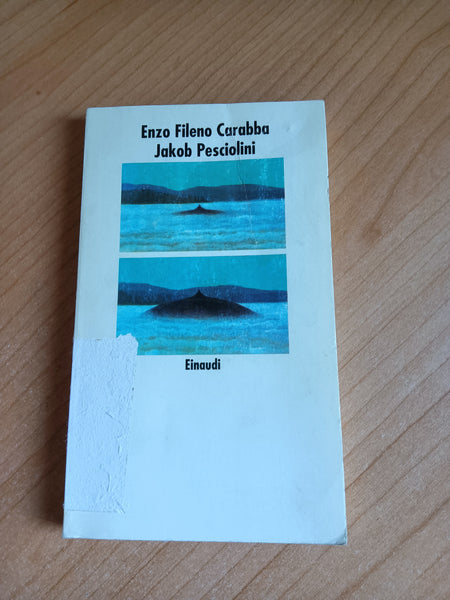 Enzo Fileno Carabba
Jakob Pesciolini
Einaudi